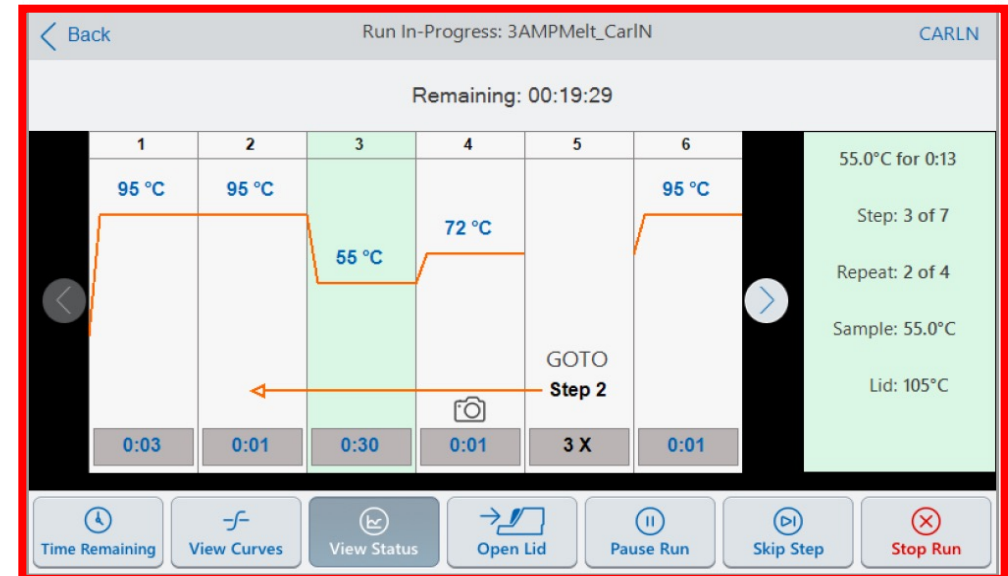 Back
Run In-Progress: 3AMPMelt_CarlN
CARLN
Remaining: 00:19:29
1 2 3 4 5 6
95 °C 95 °C 55 °C 72 °C 95 °C
GOTO
Step 2
0:03 0:01 0:30 0:01 3 X 0:01
55.0°C for 0:13
Step: 3 of 7
Repeat: 2 of 4
Sample: 55.0°C
Lid: 105°C
Time Remaining
View Curves
View Status
Open Lid
Pause Run
Skip Step
Stop Run